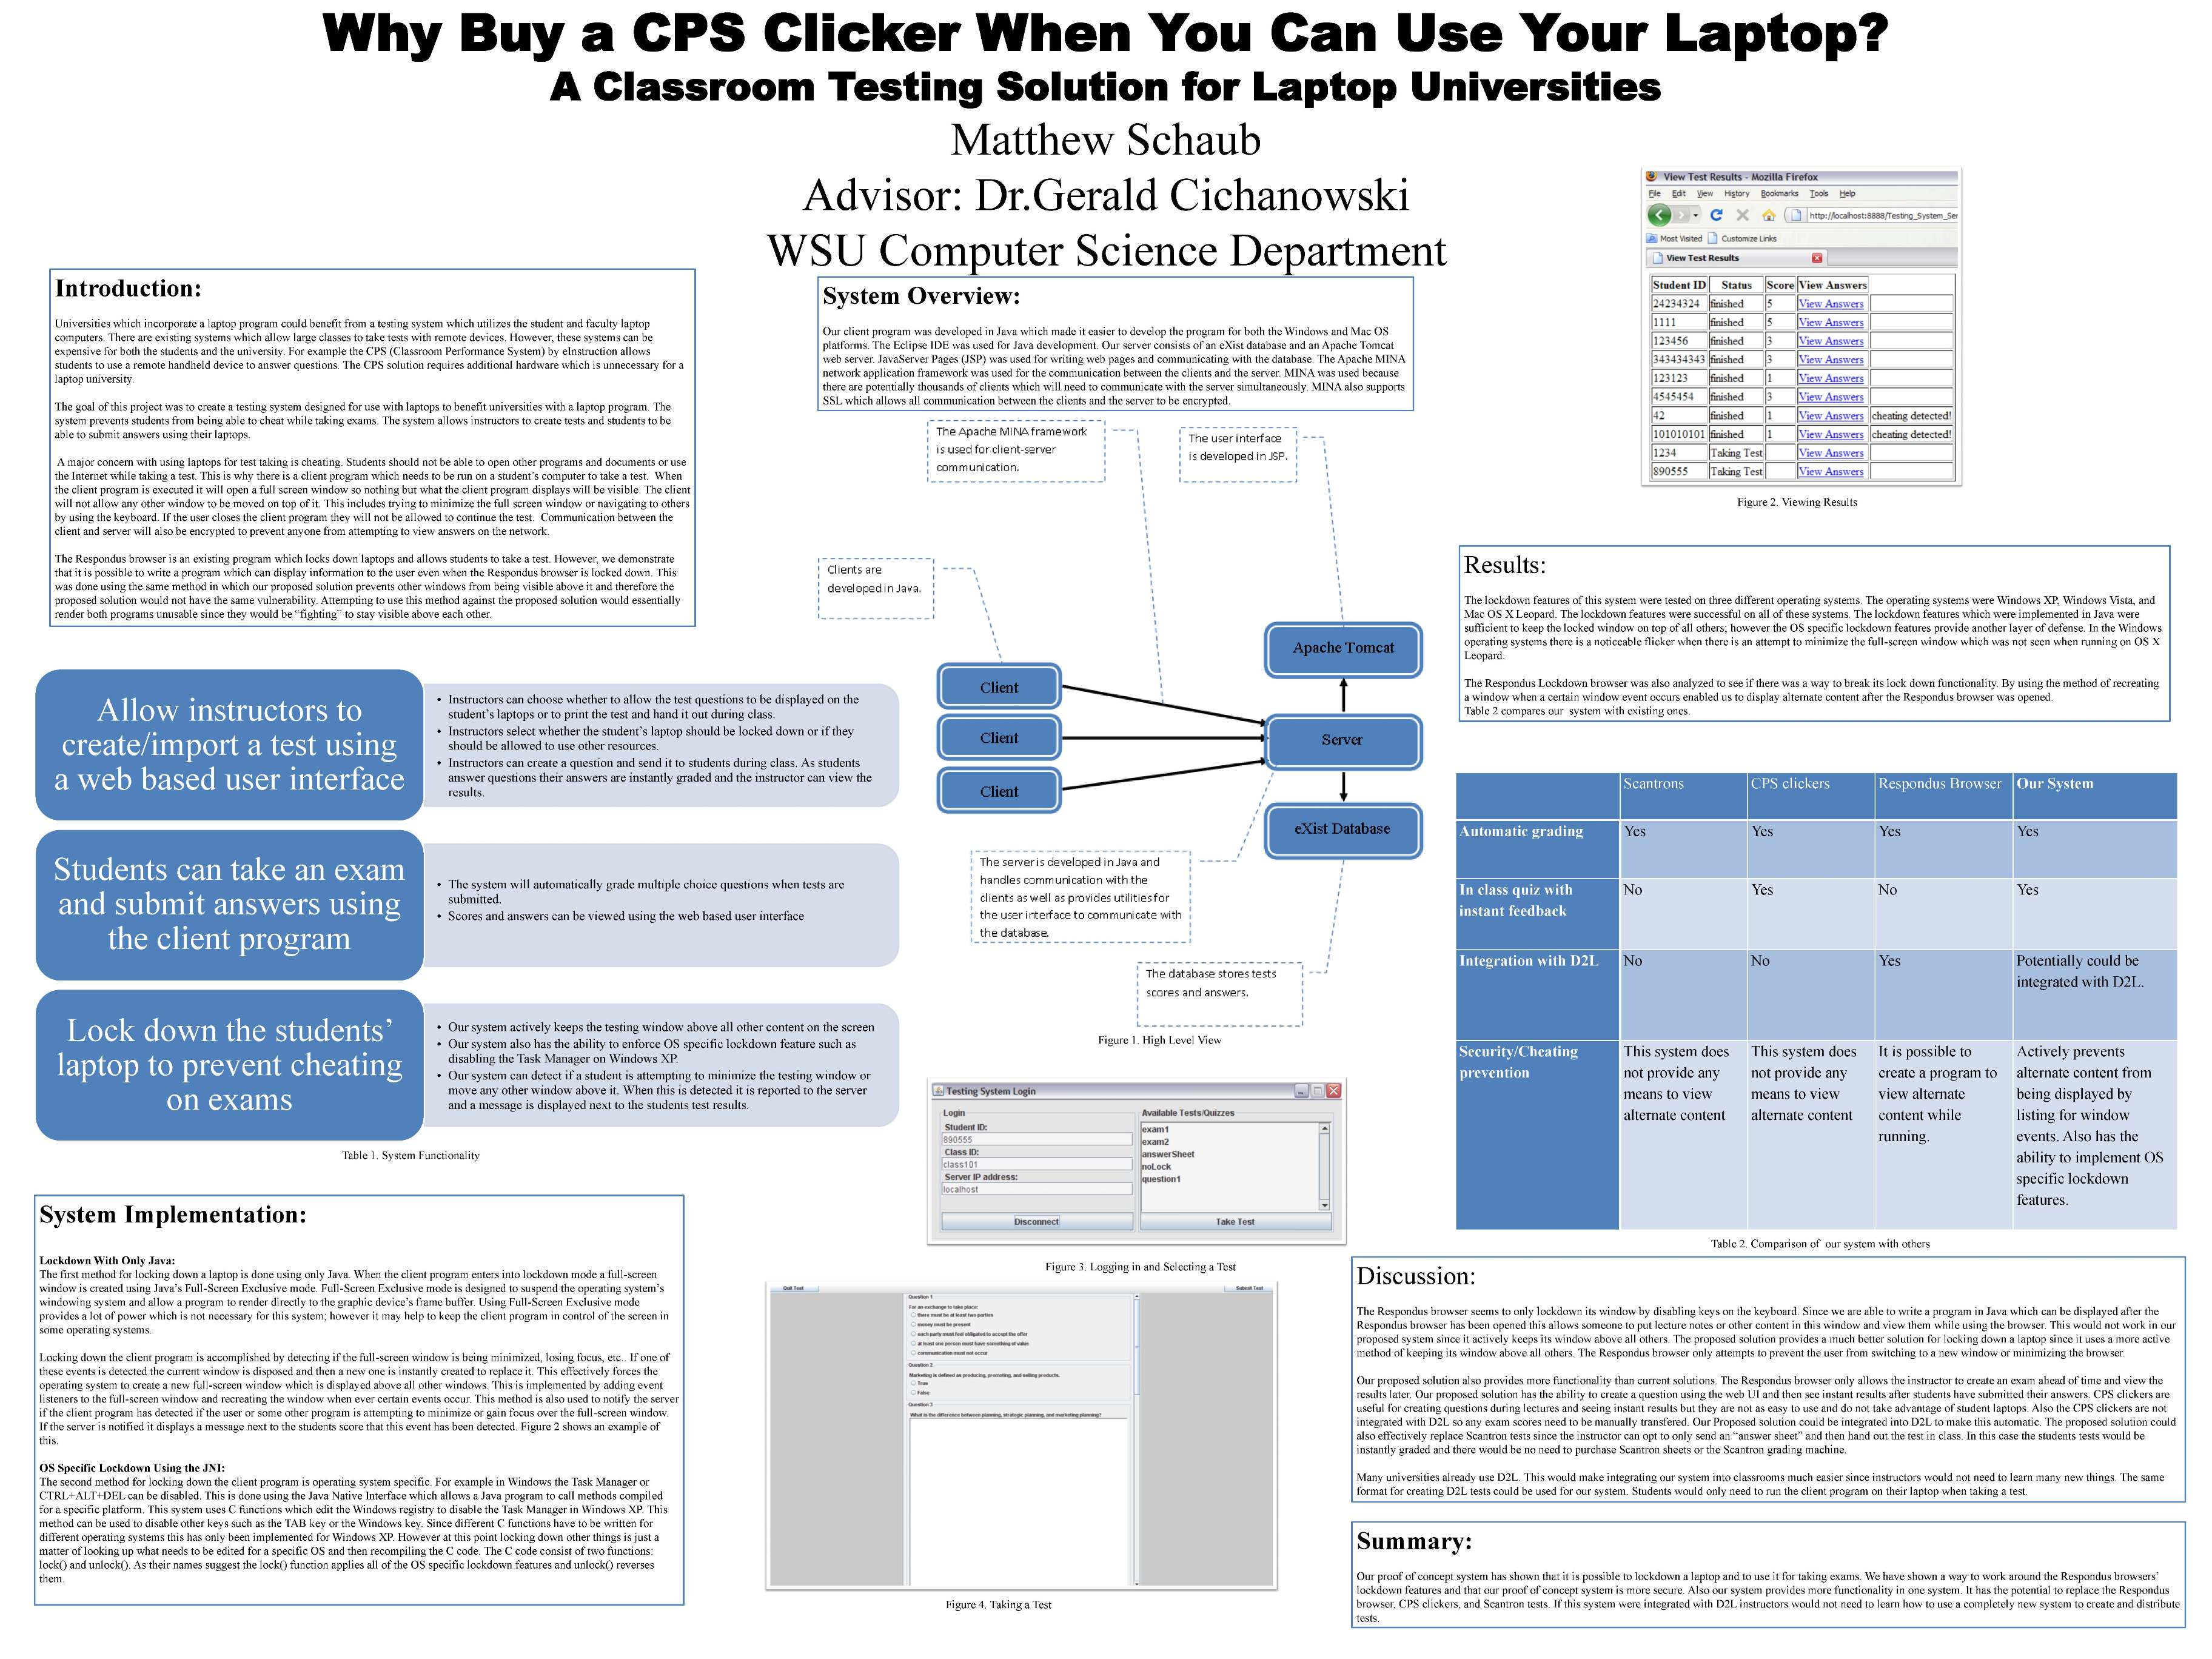 Why Buy a CPS Clicker When You Can Use Your Laptop?
A Classroom Testing Solution for Laptop Universities
Matthew Schaub
Advisor: Dr.Gerald Cichanowski
WSU Computer Science Department
Introduction:
Universities which incorporate a laptop program could benefit from a testing system which utilizes the student and faculty laptop
computers. There are existing systems which allow large classes to take tests with remote devices. However, these systems can be
expensive for both the students and the university. For example the CPS (Classroom Performance System) by eInstruction allows
students to use a remote handheld device to answer questions. The CPS solution requires additional hardware which is unnecessary for a
laptop university.
The goal of this project was to create a testing system designed for use with laptops to benefit universities with a laptop program. The
system prevents students from being able to cheat while taking exams. The system allows instructors to create tests and students to be
able to submit answers using their laptops.
A major concern with using laptops for test taking is cheating. Students should not be able to open other programs and documents or use
the Internet while taking a test. This is why there is a client program which needs to be run on a student's computer to take a test. When
the client program is executed it will open a full screen window so nothing but what the client program displays will be visible. The client
will not allow any other window to be moved on top of it. This includes trying to minimize the full screen window or navigating to others
by using the keyboard. If the user closes the client program they will not be allowed to continue the test. Communication between the
client and server will also be encrypted to prevent anyone from attempting to view answers on the network.
The Respondus browser is an existing program which locks down laptops and allows students to take a test. However, we demonstrate
that it is possible to write a program which can display information to the user even when the Respondus browser is locked down. This
was done using the same method in which our proposed solution prevents other windows from being visible above it and therefore the
proposed solution would not have the same vulnerability. Attempting to use this method against the proposed solution would essentially
render both programs unusable since they would be "fighting" to stay visible above each other.
Allow instructors to
create/import a test using
a web based user interface
• Instructors can choose whether to allow the test questions to be displayed on the
student's laptops or to print the test and hand it out during class.
• Instructors select whether the student's laptop should be locked down or if they
should be allowed to use other resources.
• Instructors can create a question and send it to students during class. As students
answer questions their answers are instantly graded and the instructor can view the
results.
Students can take an exam
and submit answers using
the client program
• The system will automatically grade multiple choice questions when tests are
submitted.
• Scores and answers can be viewed using the web based user interface
Lock down the students'
laptop to prevent cheating
on exams
• Our system actively keeps the testing window above all other content on the screen
• Our system also has the ability to enforce OS specific lockdown feature such as
disabling the Task Manager on Windows XP.
• Our system can detect if a student is attempting to minimize the testing window or
move any other window above it. When this is detected it is reported to the server
and a message is displayed next to the students test results.
Table 1. System Functionality
System Implementation:
Lockdown With Only Java:
The first method for locking down a laptop is done using only Java. When the client program enters into lockdown mode a full-screen
window is created using Java's Full-Screen Exclusive mode. Full-Screen Exclusive mode is designed to suspend the operating system's
windowing system and allow a program to render directly to the graphic device's frame buffer. Using Full-Screen Exclusive mode
provides a lot of power which is not necessary for this system; however it may help to keep the client program in control of the screen in
some operating systems.
Locking down the client program is accomplished by detecting if the full-screen window is being minimized, losing focus, etc.. If one of
these events is detected the current window is disposed and then a new one is instantly created to replace it. This effectively forces the
operating system to create a new full-screen window which is displayed above all other windows. This is implemented by adding event
listeners to the full-screen window and recreating the window when ever certain events occur. This method is also used to notify the server
if the client program has detected if the user or some other program is attempting to minimize or gain focus over the full-screen window.
If the server is notified it displays a message next to the students score that this event has been detected. Figure 2 shows an example of
this.
OS Specific Lockdown Using the JNI:
The second method for locking down the client program is operating system specific. For example in Windows the Task Manager or
CTRL+ALT+DEL can be disabled. This is done using the Java Native Interface which allows a Java program to call methods compiled
for a specific platform. This system uses C functions which edit the Windows registry to disable the Task Manager in Windows XP. This
method can be used to disable other keys such as the TAB key or the Windows key. Since different C functions have to be written for
different operating systems this has only been implemented for Windows XP. However at this point locking down other things is just a
matter of looking up what needs to be edited for a specific OS and then recompiling the C code. The C code consist of two functions:
lock() and unlock(). As their names suggest the lock() function applies all of the OS specific lockdown features and unlock() reverses
them.
System Overview:
Our client program was developed in Java which made it easier to develop the program for both the Windows and Mac OS
platforms. The Eclipse IDE was used for Java development. Our server consists of an eXist database and an Apache Tomcat
web server. JavaServer Pages (JSP) was used for writing web pages and communicating with the database. The Apache MINA
network application framework was used for the communication between the clients and the server. MINA was used because
there are potentially thousands of clients which will need to communicate with the server simultaneously. MINA also supports
SSL which allows all communication between the clients and the server to be encrypted.
The Apache MINA framework
is used for client-server
communication.
The user interface
is developed in JSP.
Clients are
developed in Java.
Apache Tomcat
Client
Client
Server
Client
eXist Database
The server is developed in Java and
handles communication with the
clients as well as provides utilities for
the user interface to communicate with
the database.
The database stores tests
scores and answers.
Figure 1. High Level View
Testing System Login
Login
Student ID:
890555
Class ID:
class101
Server IP address:
localhost
Disconnect
Available Tests/Quizzes
exam1
exam2
answerSheet
noLock
question1
Take Test
Figure 3. Logging in and Selecting a Test
Quit Test
Submit Test
Question 1
For an exchange to take place:
there must be at least two parties
money must be present
each party must feel obligated to accept the offer
at least one person must have something of value
communication must not occur
Question 2
Marketing is defined as producing, promoting, and selling products.
True
False
Question 3
What is the difference between planning, strategic planning, and marketing planning?
Figure 4. Taking a Test
View Test Results - Mozilla Firefox
File Edit View History Bookmarks Tools Help
http://localhost:8888/Testing_System_Ser
Most Visited Customize Links
View Test Results
Student ID Status Score View Answers
24234324 finished 5 View Answers
1111 finished 5 View Answers
123456 finished 3 View Answers
343434343 finished 3 View Answers
123123 finished 1 View Answers
4545454 finished 3 View Answers
42 finished 1 View Answers cheating detected!
101010101 finished 1 View Answers cheating detected!
1234 Taking Test View Answers
890555 Taking Test View Answers
Figure 2. Viewing Results
Results:
The lockdown features of this system were tested on three different operating systems. The operating systems were Windows XP, Windows Vista, and
Mac OS X Leopard. The lockdown features were successful on all of these systems. The lockdown features which were implemented in Java were
sufficient to keep the locked window on top of all others; however the OS specific lockdown features provide another layer of defense. In the Windows
operating systems there is a noticeable flicker when there is an attempt to minimize the full-screen window which was not seen when running on OS X
Leopard.
The Respondus Lockdown browser was also analyzed to see if there was a way to break its lock down functionality. By using the method of recreating
a window when a certain window event occurs enabled us to display alternate content after the Respondus browser was opened.
Table 2 compares our system with existing ones.
Scantrons CPS clickers Respondus Browser Our System
Automatic grading Yes Yes Yes Yes
In class quiz with
instant feedback
No Yes No Yes
Integration with D2L No No Yes
Potentially could be
integrated with D2L.
Security/Cheating
prevention
This system does
not provide any
means to view
alternate content
This system does
not provide any
means to view
alternate content
It is possible to
create a program to
view alternate
content while
running.
Actively prevents
alternate content from
being displayed by
listing for window
events. Also has the
ability to implement OS
specific lockdown
features.
Table 2. Comparison of our system with others
Discussion:
The Respondus browser seems to only lockdown its window by disabling keys on the keyboard. Since we are able to write a program in Java which can be displayed after the
Respondus browser has been opened this allows someone to put lecture notes or other content in this window and view them while using the browser. This would not work in our
proposed system since it actively keeps its window above all others. The proposed solution provides a much better solution for locking down a laptop since it uses a more active
method of keeping its window above all others. The Respondus browser only attempts to prevent the user from switching to a new window or minimizing the browser.
Our proposed solution also provides more functionality than current solutions. The Respondus browser only allows the instructor to create an exam ahead of time and view the
results later. Our proposed solution has the ability to create a question using the web UI and then see instant results after students have submitted their answers. CPS clickers are
useful for creating questions during lectures and seeing instant results but they are not as easy to use and do not take advantage of student laptops. Also the CPS clickers are not
integrated with D2L so any exam scores need to be manually transfered. Our Proposed solution could be integrated into D2L to make this automatic. The proposed solution could
also effectively replace Scantron tests since the instructor can opt to only send an "answer sheet" and then hand out the test in class. In this case the students tests would be
instantly graded and there would be no need to purchase Scantron sheets or the Scantron grading machine.
Many universities already use D2L. This would make integrating our system into classrooms much easier since instructors would not need to learn many new things. The same
format for creating D2L tests could be used for our system. Students would only need to run the client program on their laptop when taking a test.
Summary:
Our proof of concept system has shown that it is possible to lockdown a laptop and to use it for taking exams. We have shown a way to work around the Respondus browsers'
lockdown features and that our proof of concept system is more secure. Also our system provides more functionality in one system. It has the potential to replace the Respondus
browser, CPS clickers, and Scantron tests. If this system were integrated with D2L instructors would not need to learn how to use a completely new system to create and distribute
tests.